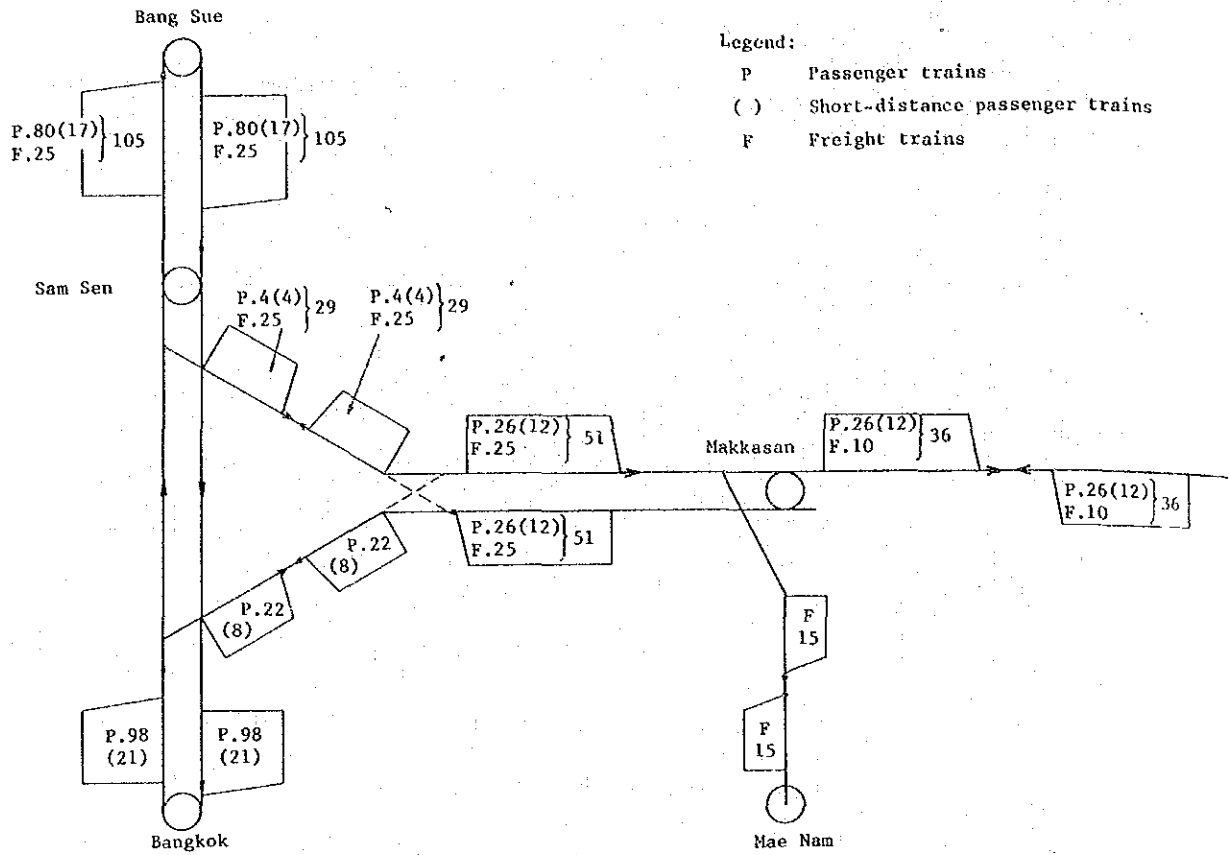 Bang Sue
Legend:
P Passenger trains
( ) Short-distance passenger trains
F Freight trains
P.80(17)
F.25
105
P.80(17)
F.25
105
Sam Sen
P.4(4)
F.25
29
P.4(4)
F.25
29
P.26(12)
F.25
51
Makkasan
P.26(12)
F.10
36
P.26(12)
F.25
51
P.26(12)
F.10
36
P.22
(8)
P.22
(8)
F
15
F
15
P.98
(21)
P.98
(21)
Bangkok
Mae Nam